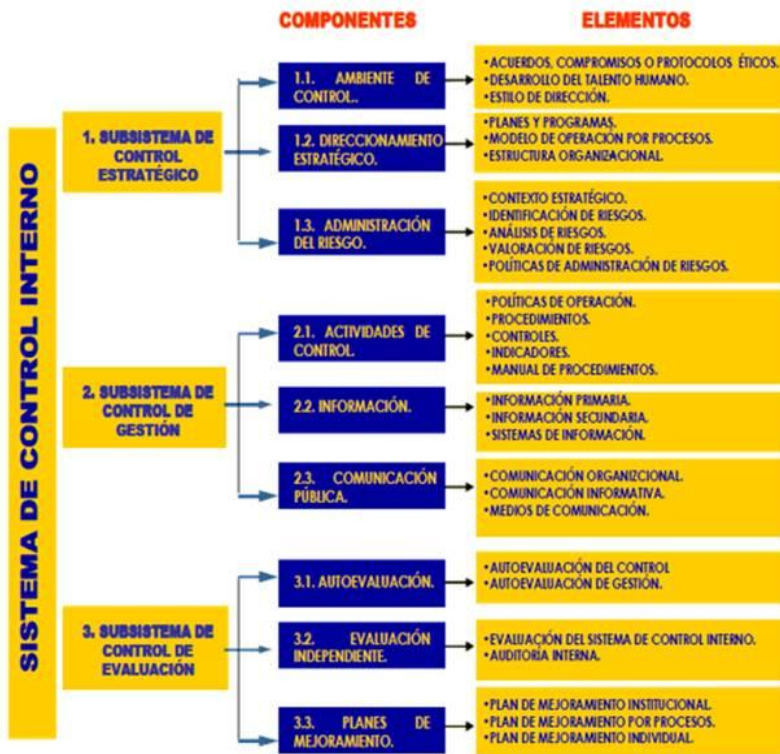 COMPONENTES
ELEMENTOS
SISTEMA DE CONTROL INTERNO
1. SUBSISTEMA DE
CONTROL
ESTRATÉGICO
1.1. AMBIENTE DE
CONTROL..
•ACUERDOS, COMPROMISOS O PROTOCOLOS ÉTICOS.
•DESARROLLO DEL TALENTO HUMANO.
•ESTILO DE DIRECCIÓN.
1.2. DIRECCIONAMIENTO
ESTRATÉGICO.
•PLANES Y PROGRAMAS.
•MODELO DE OPERACIÓN POR PROCESOS.
•ESTRUCTURA ORGANIZACIONAL.
1.3. ADMINISTRACIÓN
DEL RIESGO.
•CONTEXTO ESTRATÉGICO.
•IDENTIFICACIÓN DE RIESGOS.
•ANÁLISIS DE RIESGOS.
•VALORACIÓN DE RIESGOS.
•POLÍTICAS DE ADMINISTRACIÓN DE RIESGOS.
2. SUBSISTEMA DE
CONTROL DE
GESTIÓN
2.1. ACTIVIDADES DE
CONTROL.
•POLÍTICAS DE OPERACIÓN.
•PROCEDIMIENTOS.
•CONTROLES.
•INDICADORES.
•MANUAL DE PROCEDIMIENTOS.
2.2. INFORMACIÓN.
•INFORMACIÓN PRIMARIA.
•INFORMACIÓN SECUNDARIA.
•SISTEMAS DE INFORMACIÓN.
2.3. COMUNICACIÓN
PÚBLICA.
•COMUNICACIÓN ORGANIZCIONAL.
•COMUNICACIÓN INFORMATIVA.
•MEDIOS DE COMUNICACIÓN.
3. SUBSISTEMA DE
CONTROL DE
EVALUACIÓN
3.1. AUTOEVALUACIÓN.
•AUTOEVALUACIÓN DEL CONTROL
•AUTOEVALUACIÓN DE GESTIÓN.
3.2. EVALUACIÓN
INDEPENDIENTE.
•EVALUACIÓN DEL SISTEMA DE CONTROL INTERNO.
•AUDITORÍA INTERNA.
3.3. PLANES DE
MEJORAMIENTO.
•PLAN DE MEJORAMIENTO INSTITUCIONAL.
•PLAN DE MEJORAMIENTO POR PROCESOS.
•PLAN DE MEJORAMIENTO INDIVIDUAL.